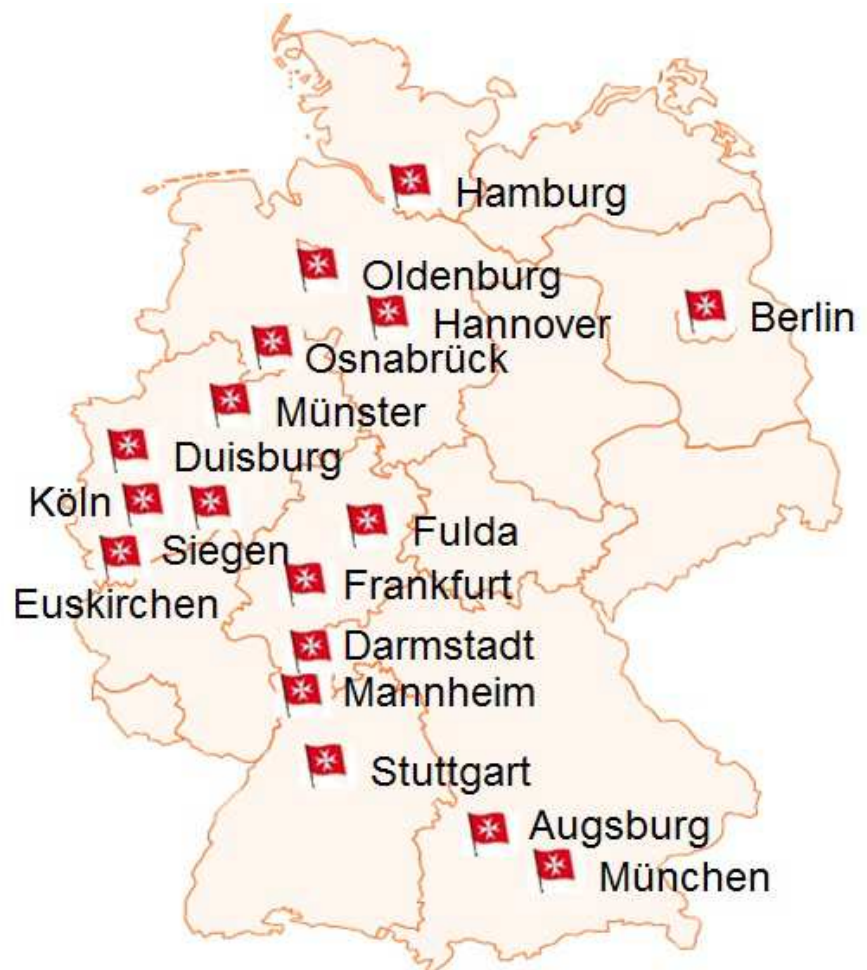 Hamburg
Oldenburg
Hannover
Berlin
Osnabrück
Münster
Duisburg
Köln
Siegen
Fulda
Euskirchen
Frankfurt
Darmstadt
Mannheim
Stuttgart
Augsburg
München